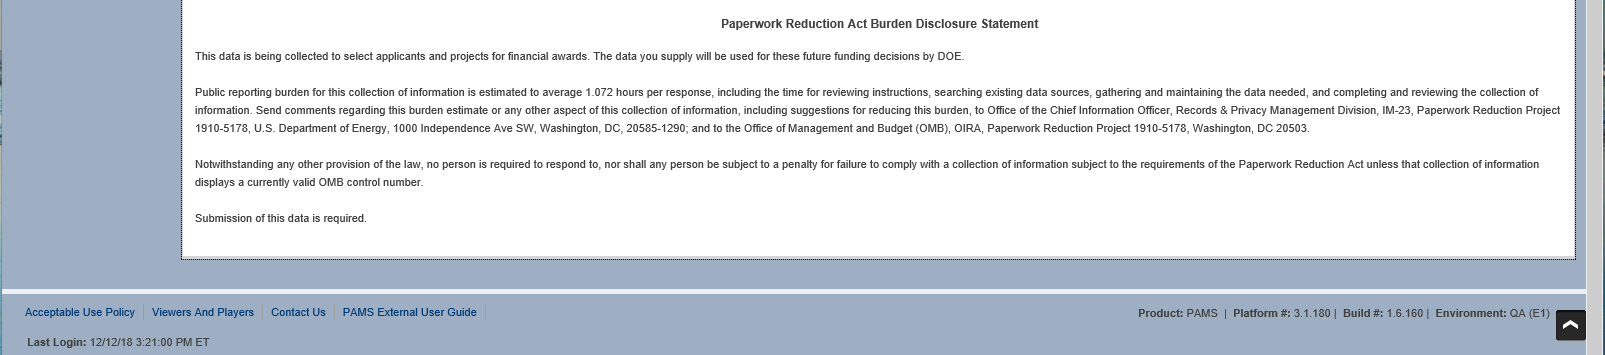 Paperwork Reduction Act Burden Disclosure Statement
This data is being collected to select applicants and projects for financial awards. The data you supply will be used for these future funding decisions by DOE.
Public reporting burden for this collection of information is estimated to average 1.072 hours per response, including the time for reviewing instructions, searching existing data sources, gathering and maintaining the data needed, and completing and reviewing the collection of
information. Send comments regarding this burden estimate or any other aspect of this collection of information, including suggestions for reducing this burden, to Office of the Chief Information Officer, Records & Privacy Management Division, IM-23, Paperwork Reduction Project
1910-5178, U.S. Department of Energy, 1000 Independence Ave SW, Washington, DC, 20585-1290; and to the Office of Management and Budget (OMB), OIRA, Paperwork Reduction Project 1910-5178, Washington, DC 20503.
Notwithstanding any other provision of the law, no person is required to respond to, nor shall any person be subject to a penalty for failure to comply with a collection of information subject to the requirements of the Paperwork Reduction Act unless that collection of information
displays a currently valid OMB control number.
Submission of this data is required.
Acceptable Use Policy | Viewers And Players | Contact Us | PAMS External User Guide | Product: PAMS | Platform #: 3.1.180 | Build #: 1.6.160 | Environment: QA (E1)
Last Login: 12/12/18 3:21:00 PM ET